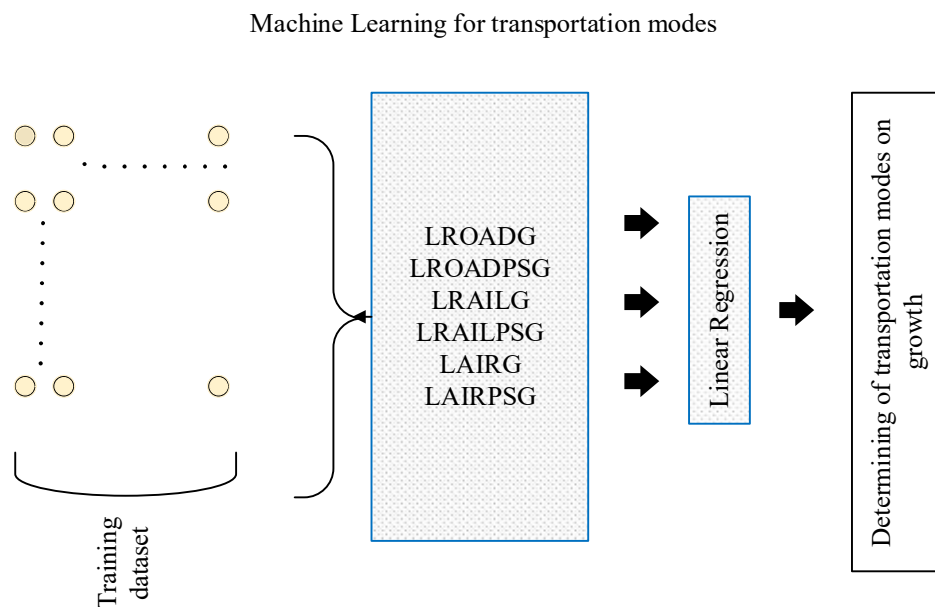 Machine Learning for transportation modes
LROADG
LROADPSG
LRAILG
LRAILPSG
LAIRG
LAIRPSG
Linear Regression
Determining of transportation modes on
growth
Training
dataset